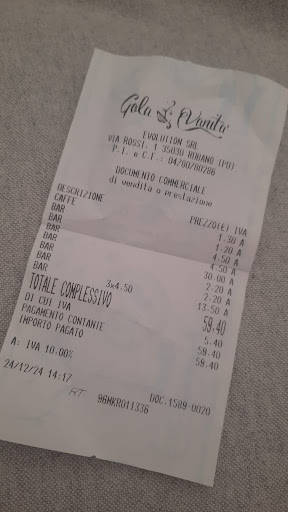 Gola & Vanità
EVOLUTION SRL
VIA ROSSI, 1 35030 RUBANO (PD)
P.I. e C.F.: 04780780286
DOCUMENTO COMMERCIALE
di vendita o prestazione
DESCRIZIONE PREZZO(€) IVA
CAFFE 1.30 A
BAR 1.20 A
BAR 4.50 A
BAR 4.50 A
BAR 30.00 A
BAR 2.20 A
BAR 2.20 A
3x4.50
BAR 13.50 A
TOTALE COMPLESSIVO 59.40
DI CUI IVA 5.40
PAGAMENTO CONTANTE 59.40
IMPORTO PAGATO 59.40
A: IVA 10.00%
24/12/24 14:17 DOC.1589-0020
RT 96MKR011336